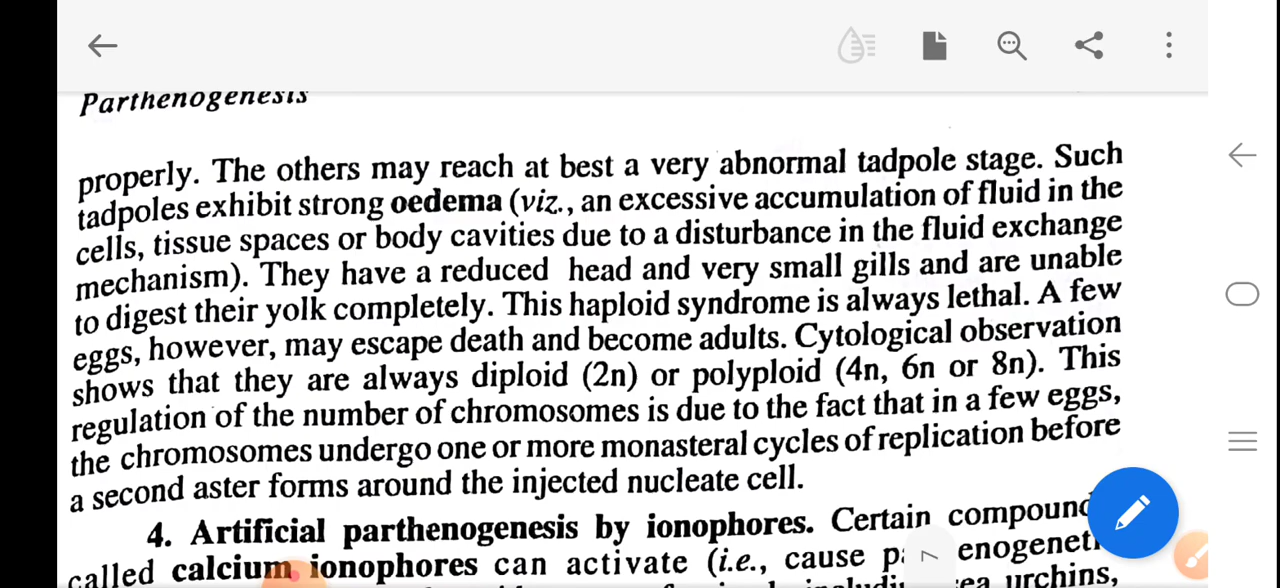 Parthenogenesis
properly. The others may reach at best a very abnormal tadpole stage. Such
tadpoles exhibit strong oedema (viz., an excessive accumulation of fluid in the
cells, tissue spaces or body cavities due to a disturbance in the fluid exchange
mechanism). They have a reduced head and very small gills and are unable
to digest their yolk completely. This haploid syndrome is always lethal. A few
eggs, however, may escape death and become adults. Cytological observation
shows that they are always diploid (2n) or polyploid (4n, 6n or 8n). This
regulation of the number of chromosomes is due to the fact that in a few eggs,
the chromosomes undergo one or more monasteral cycles of replication before
a second aster forms around the injected nucleate cell.
4. Artificial parthenogenesis by ionophores. Certain
called calcium ionophores can activate (i.e., cause
urchins,